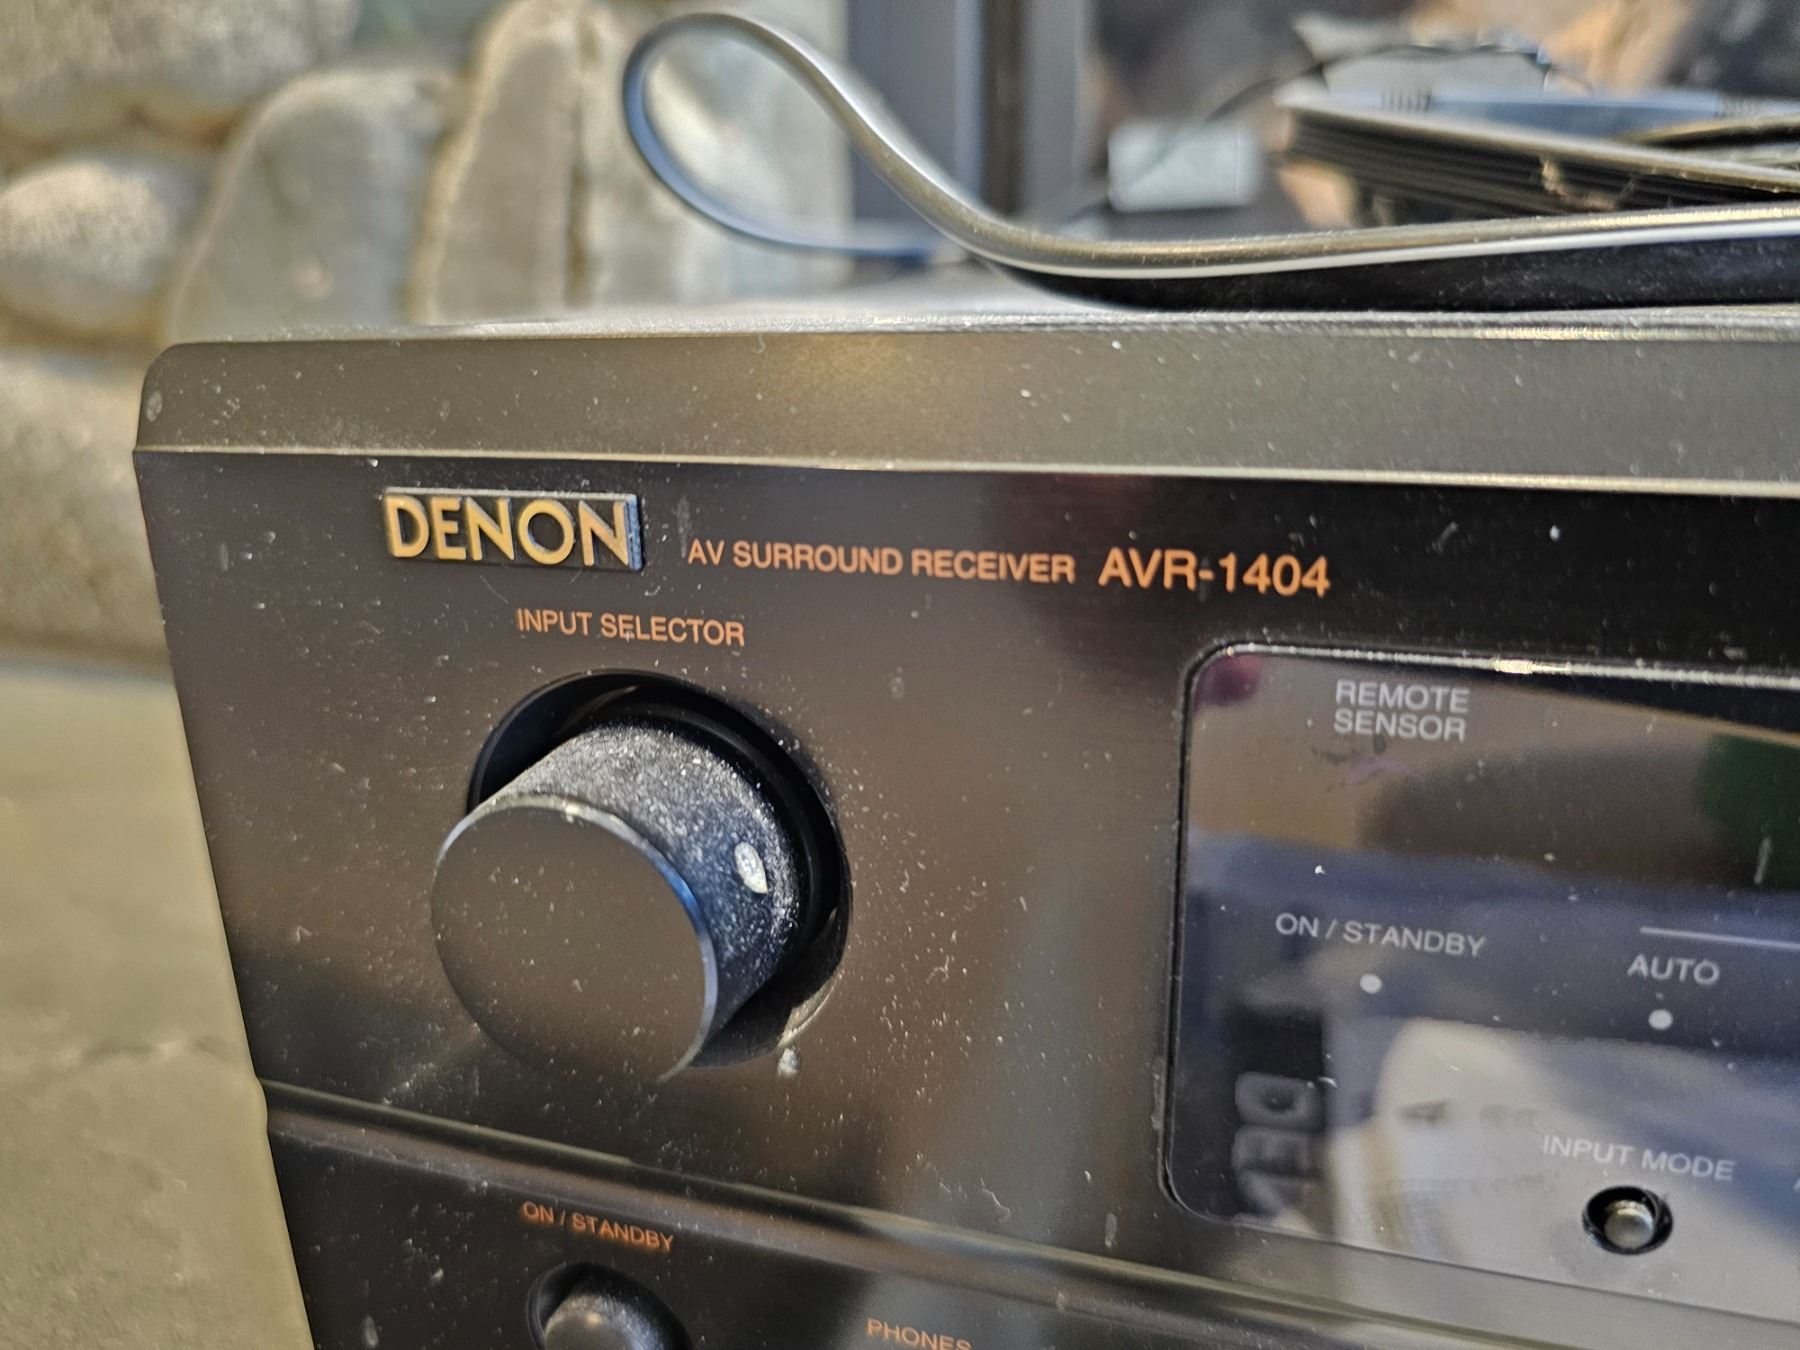 DENON
AV SURROUND RECEIVER AVR-1404
INPUT SELECTOR
REMOTE
SENSOR
ON / STANDBY
AUTO
INPUT MODE
ON / STANDBY
PHONES